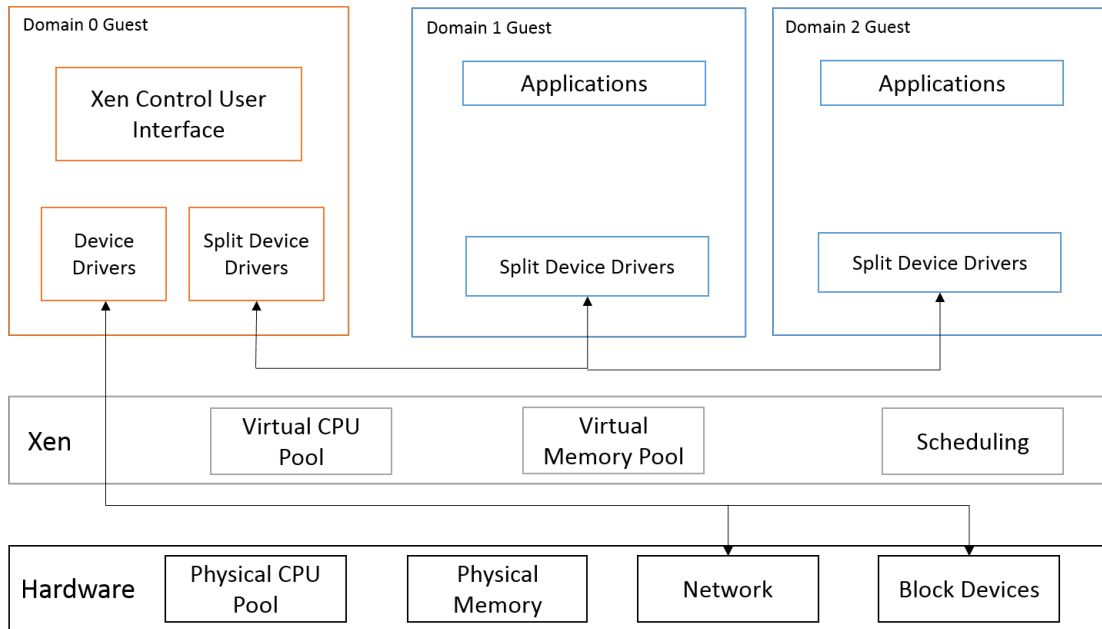 Domain 0 Guest
Xen Control User
Interface
Device
Drivers
Split Device
Drivers
Domain 1 Guest
Applications
Split Device Drivers
Domain 2 Guest
Applications
Split Device Drivers
Xen
Virtual CPU
Pool
Virtual
Memory Pool
Scheduling
Hardware
Physical CPU
Pool
Physical
Memory
Network
Block Devices